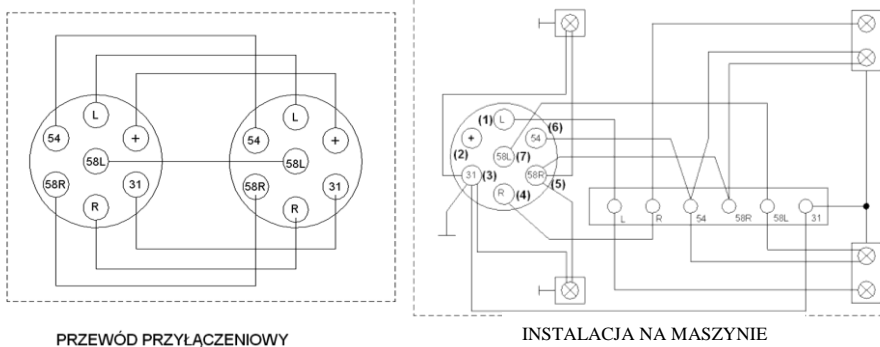 L
L
54
+
54
+
58L
58L
58R
31
58R
31
R
R
PRZEWÓD PRZYŁĄCZENIOWY
(1) L
(6)
+
54
(2)
58L (7)
31 (3)
58R
(5)
R (4)
L R 54 58R 58L 31
INSTALACJA NA MASZYNIE